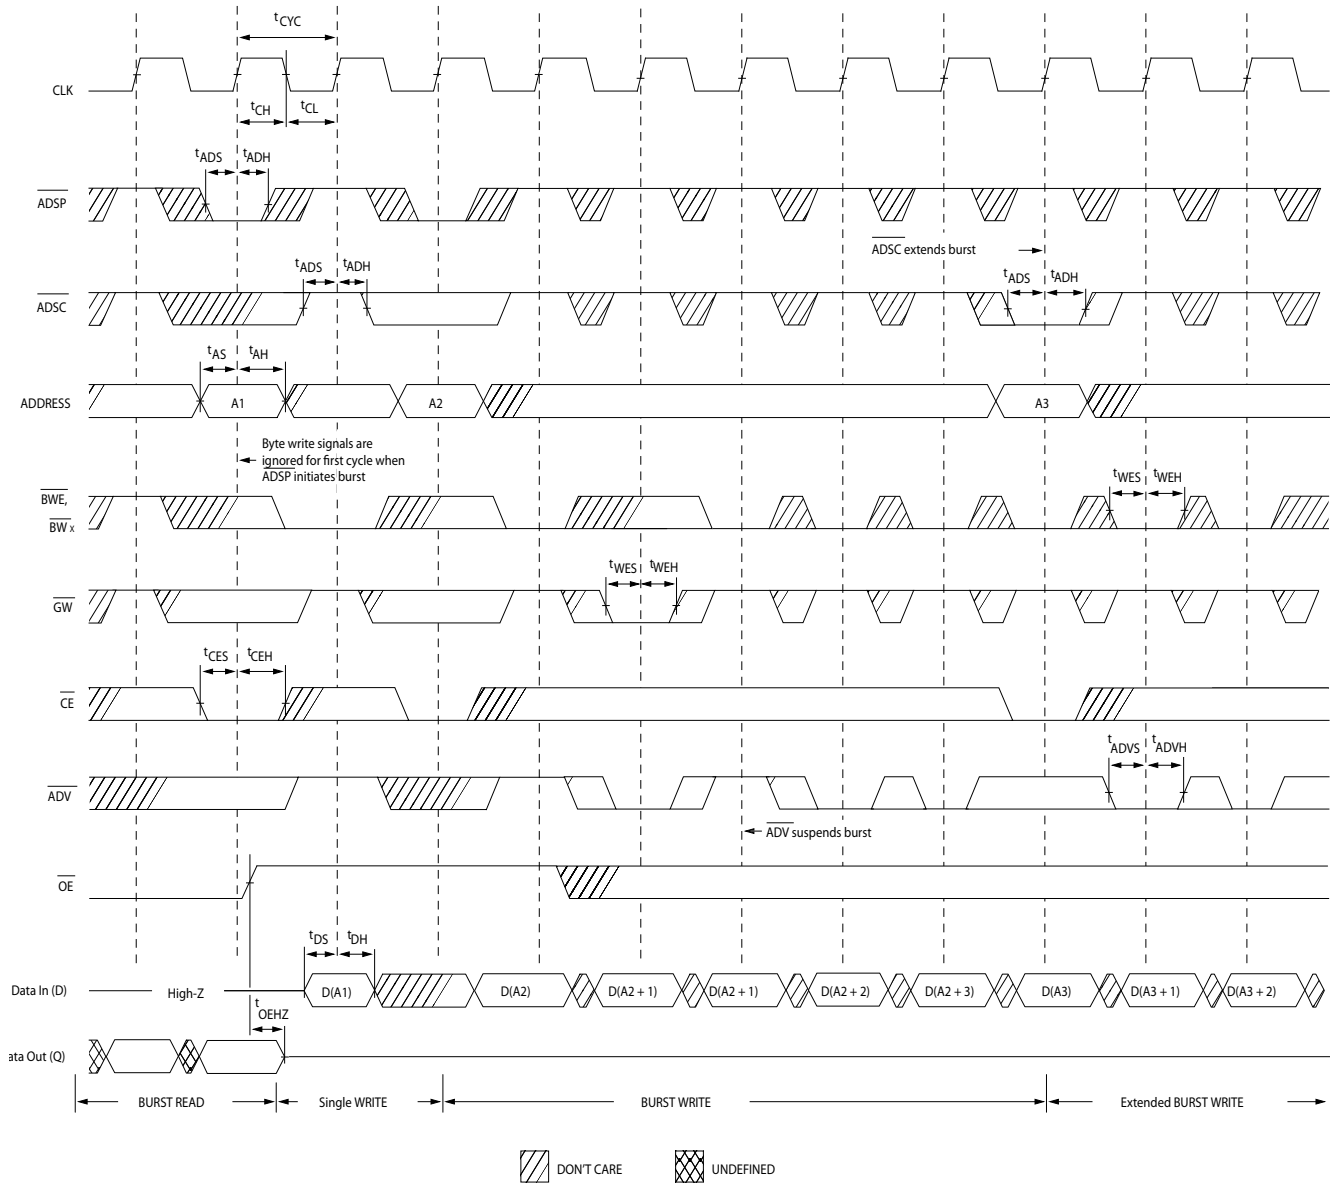 tCYC
CLK
tCH
tCL
tADS
tADH
ADSP
ADSC extends burst
tADS
tADH
tADS
tADH
ADSC
tAS
tAH
ADDRESS
A1
A2
A3
Byte write signals are
ignored for first cycle when
ADSP initiates burst
tWES
tWEH
BWE,
BW x
tWES
tWEH
GW
tCES
tCEH
CE
tADVS
tADVH
ADV
ADV suspends burst
OE
tDS
tDH
Data In (D)
High-Z
D(A1)
D(A2)
D(A2 + 1)
D(A2 + 1)
D(A2 + 2)
D(A2 + 3)
D(A3)
D(A3 + 1)
D(A3 + 2)
tOEHZ
ata Out (Q)
BURST READ
Single WRITE
BURST WRITE
Extended BURST WRITE
DON'T CARE
UNDEFINED